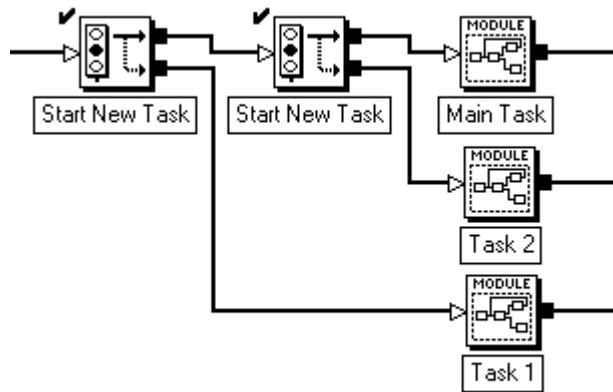 MODULE
Start New Task
Start New Task
Main Task
MODULE
Task 2
MODULE
Task 1